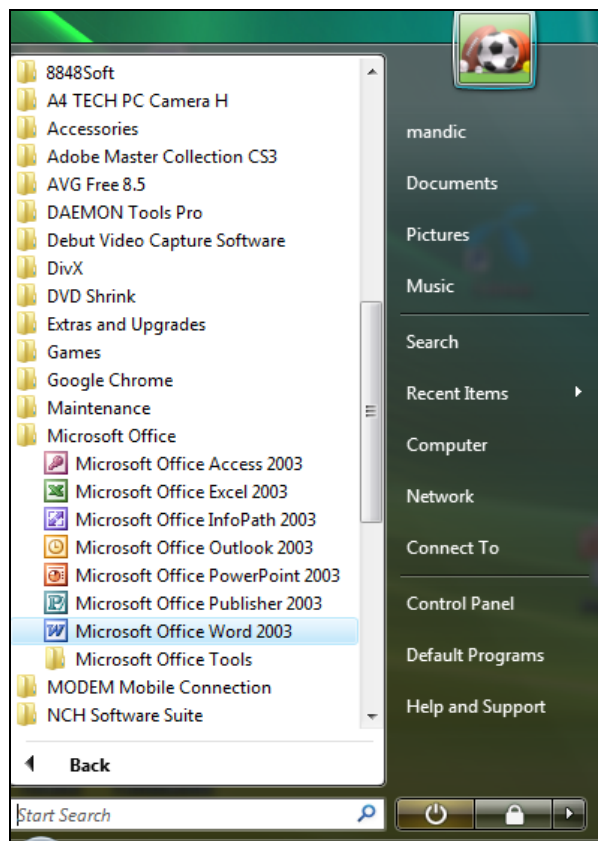 8848Soft
A4 TECH PC Camera H
Accessories
Adobe Master Collection CS3
AVG Free 8.5
DAEMON Tools Pro
Debut Video Capture Software
DivX
DVD Shrink
Extras and Upgrades
Games
Google Chrome
Maintenance
Microsoft Office
Microsoft Office Access 2003
Microsoft Office Excel 2003
Microsoft Office InfoPath 2003
Microsoft Office Outlook 2003
Microsoft Office PowerPoint 2003
Microsoft Office Publisher 2003
Microsoft Office Word 2003
Microsoft Office Tools
MODEM Mobile Connection
NCH Software Suite
Back
Start Search
mandic
Documents
Pictures
Music
Search
Recent Items
Computer
Network
Connect To
Control Panel
Default Programs
Help and Support